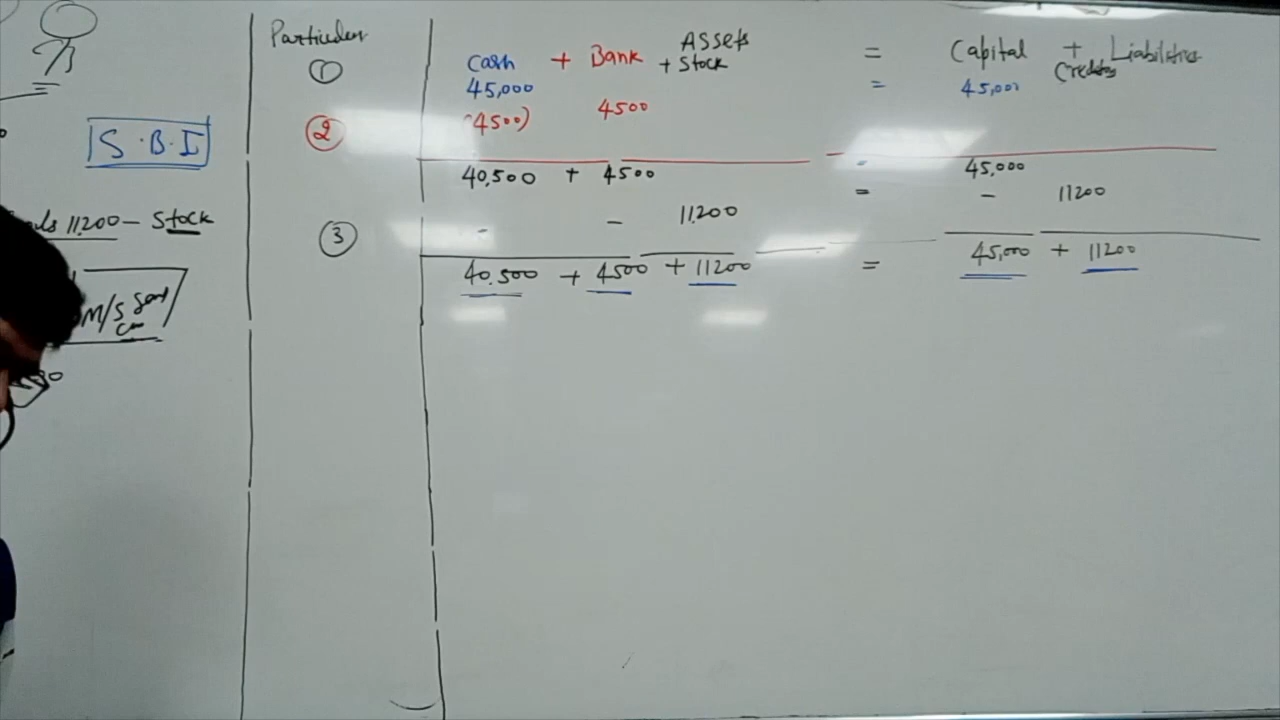 S.B.I
11,200 - Stock
M/S
Particulars
Assets
Cash + Bank + Stock = Capital + Liabilities
Creditors
① 45,000 = 45,000
② (4500) 4500
40,500 + 4500 = 45,000
③ - - 11,200 = - 11200
40,500 + 4500 + 11200 = 45,000 + 11200